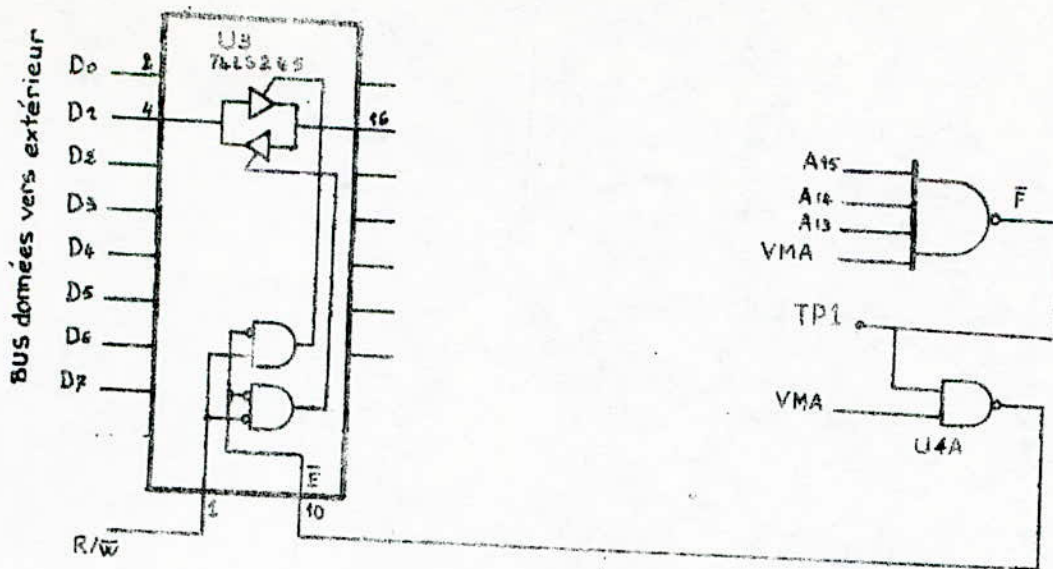 BUS données vers extérieur
U3
74LS245
D0 2
D1 4
16
D2
D3
D4
D5
D6
D7
E̅
1
10
R/W̅
A15
A14
A13
VMA
F̅
TP1
VMA
U4A